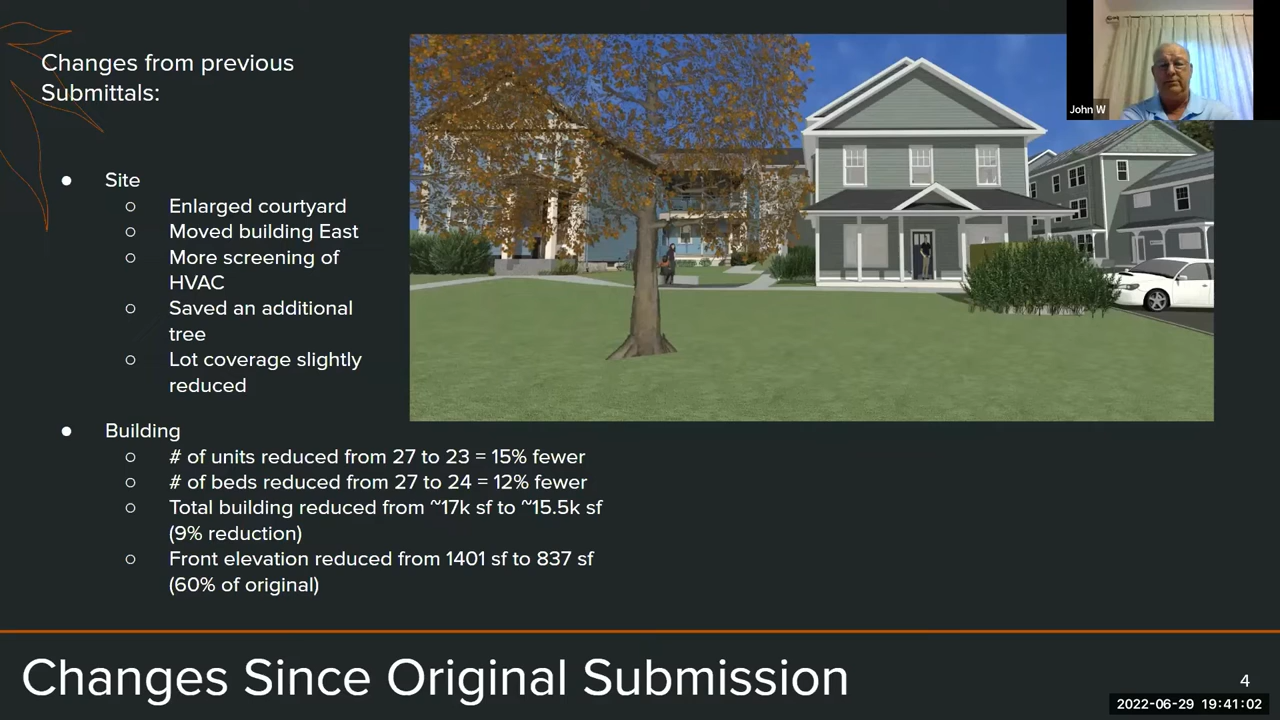 Changes from previous
Submittals:
● Site
○ Enlarged courtyard
○ Moved building East
○ More screening of
HVAC
○ Saved an additional
tree
○ Lot coverage slightly
reduced
● Building
○ # of units reduced from 27 to 23 = 15% fewer
○ # of beds reduced from 27 to 24 = 12% fewer
○ Total building reduced from ~17k sf to ~15.5k sf
(9% reduction)
○ Front elevation reduced from 1401 sf to 837 sf
(60% of original)
John W
Changes Since Original Submission
4
2022-06-29 19:41:02